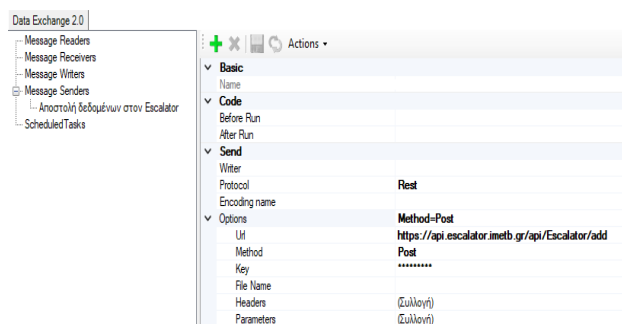 Data Exchange 2.0
Message Readers
Message Receivers
Message Writers
Message Senders
Αποστολή δεδομένων στον Escalator
ScheduledTasks
Actions
Basic
Name
Code
Before Run
After Run
Send
Writer
Protocol Rest
Encoding name
Options Method=Post
Url https://api.escalator.imetb.gr/api/Escalator/add
Method Post
Key *********
File Name
Headers (Συλλογή)
Parameters (Συλλογή)